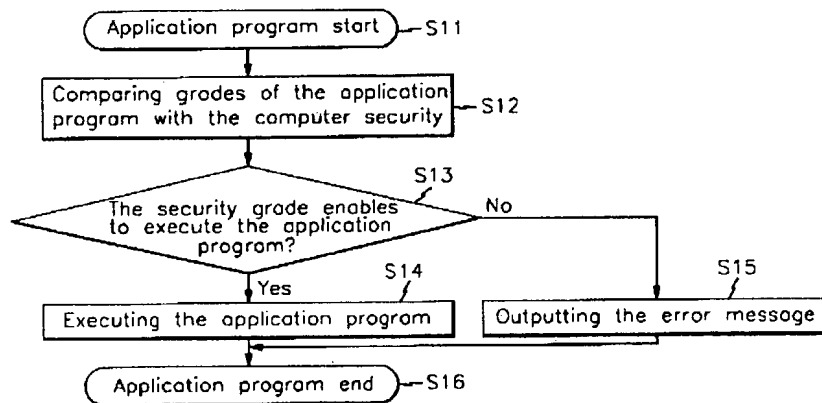 Application program start
S11
Comparing grades of the application
program with the computer security
S12
S13
The security grade enables
to execute the application
program?
No
Yes
S14
Executing the application program
S15
Outputting the error message
Application program end
S16